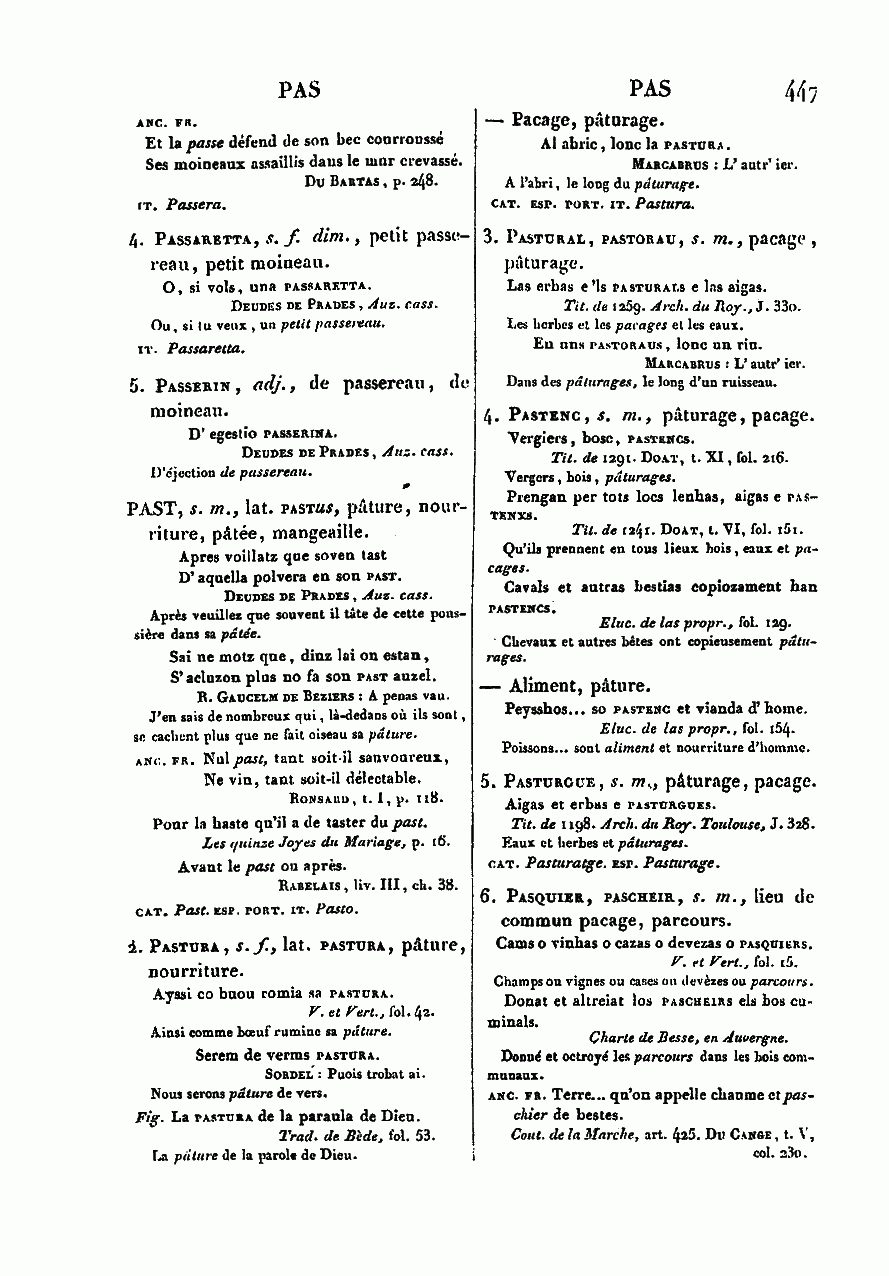 PAS
PAS 447
ANC. FR.
Et la passe défend de son bec courroussé
Ses moineaux assaillis dans le mur crevassé.
DU BARTAS, p. 248.
IT. Passera.
4. PASSARETTA, s. f. dim., petit passe-
reau, petit moineau.
O, si vols, una PASSARETTA.
DEUDES DE PRADES, Auz. cass.
Ou, si tu veux, un petit passereau.
IT. Passaretta.
5. PASSERIN, adj., de passereau, de
moineau.
D' egestio PASSERINA.
DEUDES DE PRADES, Auz. cass.
D'éjection de passereau.
PAST, s. m., lat. PASTUS, pâture, nour-
riture, pâtée, mangeaille.
Apres voillatz que soven tast
D' aquella polvera en son PAST.
DEUDES DE PRADES, Auz. cass.
Après veuillez que souvent il tâte de cette pous-
sière dans sa pâtée.
Sai ne motz que, dinz lai on estan,
S' acluzon plus no fa son PAST auzel.
R. GAUCELM DE BEZIERS : A penas vau.
J'en sais de nombreux qui, là-dedans où ils sont,
se cachent plus que ne fait oiseau sa pâture.
ANC. FR. Nul past, tant soit-il sanvoureux,
Ne vin, tant soit-il délectable.
RONSARD, t. I, p. 118.
Pour la haste qu'il a de taster du past.
Les quinze Joyes du Mariage, p. 16.
Avant le past ou après.
RABELAIS, liv. III, ch. 38.
CAT. Past. ESP. PORT. IT. Pasto.
2. PASTURA, s. f., lat. PASTURA, pâture,
nourriture.
Ayssi co buou romia sa PASTURA.
V. et Vert., fol. 42.
Ainsi comme bœuf rumine sa pâture.
Serem de verms PASTURA.
SORDEL : Puois trobat ai.
Nous serons pâture de vers.
Fig. La PASTURA de la paraula de Dieu.
Trad. de Bède, fol. 53.
La pâture de la parole de Dieu.
— Pacage, pâturage.
Al abric, lonc la PASTURA.
MARCABRUS : L' autr' ier.
A l'abri, le long du pâturage.
CAT. ESP. PORT. IT. Pastura.
3. PASTURAL, PASTORAU, s. m., pacage,
pâturage.
Las erbas e 'ls PASTURALS e las aigas.
Tit. de 1259. Arch. du Roy., J. 330.
Les herbes et les pacages et les eaux.
En uns PASTORAUS, lonc un riu.
MARCABRUS : L' autr' ier.
Dans des pâturages, le long d'un ruisseau.
4. PASTENC, s. m., pâturage, pacage.
Vergiers, bosc, PASTENCS.
Tit. de 1291. DOAT, t. XI, fol. 216.
Vergers, bois, pâturages.
Prengan per tots locs lenhas, aigas e PAS-
TENXS.
Tit. de 1241. DOAT, t. VI, fol. 151.
Qu'ils prennent en tous lieux bois, eaux et pa-
cages.
Cavals et autras bestias copiozament han
PASTENCS.
Eluc. de las propr., fol. 129.
Chevaux et autres bêtes ont copieusement pâtu-
rages.
— Aliment, pâture.
Peysshos... so PASTENC et vianda d' home.
Eluc. de las propr., fol. 154.
Poissons... sont aliment et nourriture d'homme.
5. PASTURGUE, s. m., pâturage, pacage.
Aigas et erbas e PASTURGUES.
Tit. de 1198. Arch. du Roy. Toulouse, J. 328.
Eaux et herbes et pâturages.
CAT. Pasturatge. ESP. Pasturage.
6. PASQUIER, PASCHEIR, s. m., lieu de
commun pacage, parcours.
Cams o vinhas o cazas o devezas o PASQUIERS.
V. et Vert., fol. 15.
Champs ou vignes ou cases ou devèzes ou parcours.
Donat et altreiat los PASCHEIRS els bos cu-
minals.
Charte de Besse, en Auvergne.
Donné et octroyé les parcours dans les bois com-
munaux.
ANC. FR. Terre... qu'on appelle chaume et pas-
chier de bestes.
Cout. de la Marche, art. 425. DU CANGE, t. V,
col. 230.